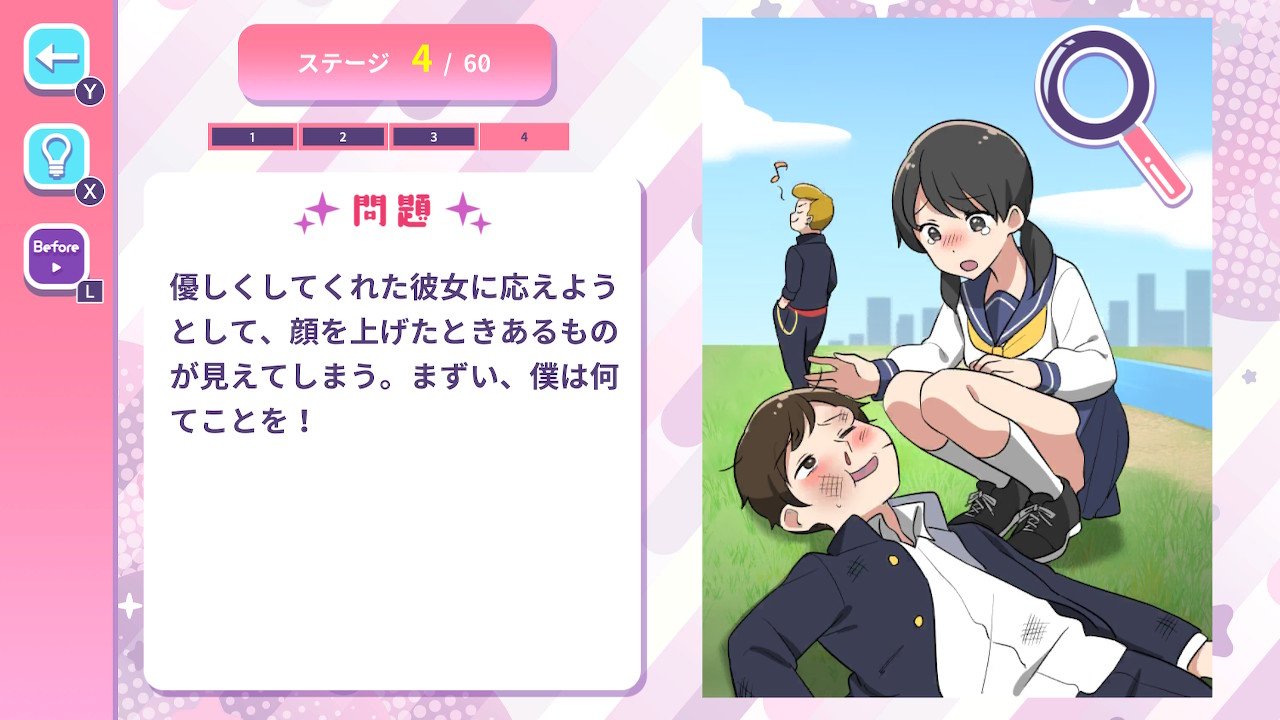 Y
X
Before
L
ステージ 4 / 60
1 2 3 4
問題
優しくしてくれた彼女に応えよう
として、顔を上げたときあるもの
が見えてしまう。まずい、僕は何
てことを！